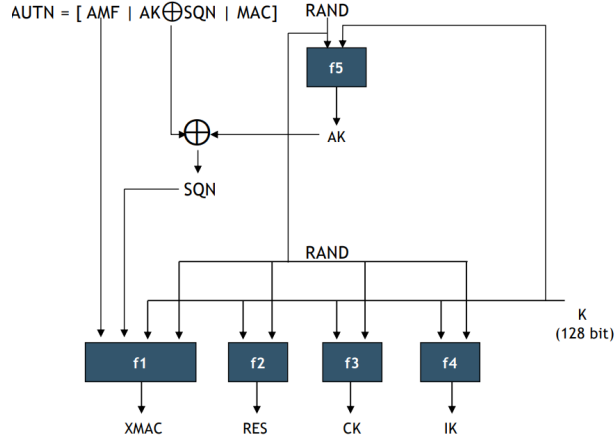 AUTN = [ AMF | AK⊕SQN | MAC]
RAND
f5
AK
SQN
RAND
K
(128 bit)
f1
f2
f3
f4
XMAC
RES
CK
IK